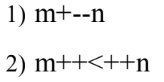 1) m+--n
2) m++<++n